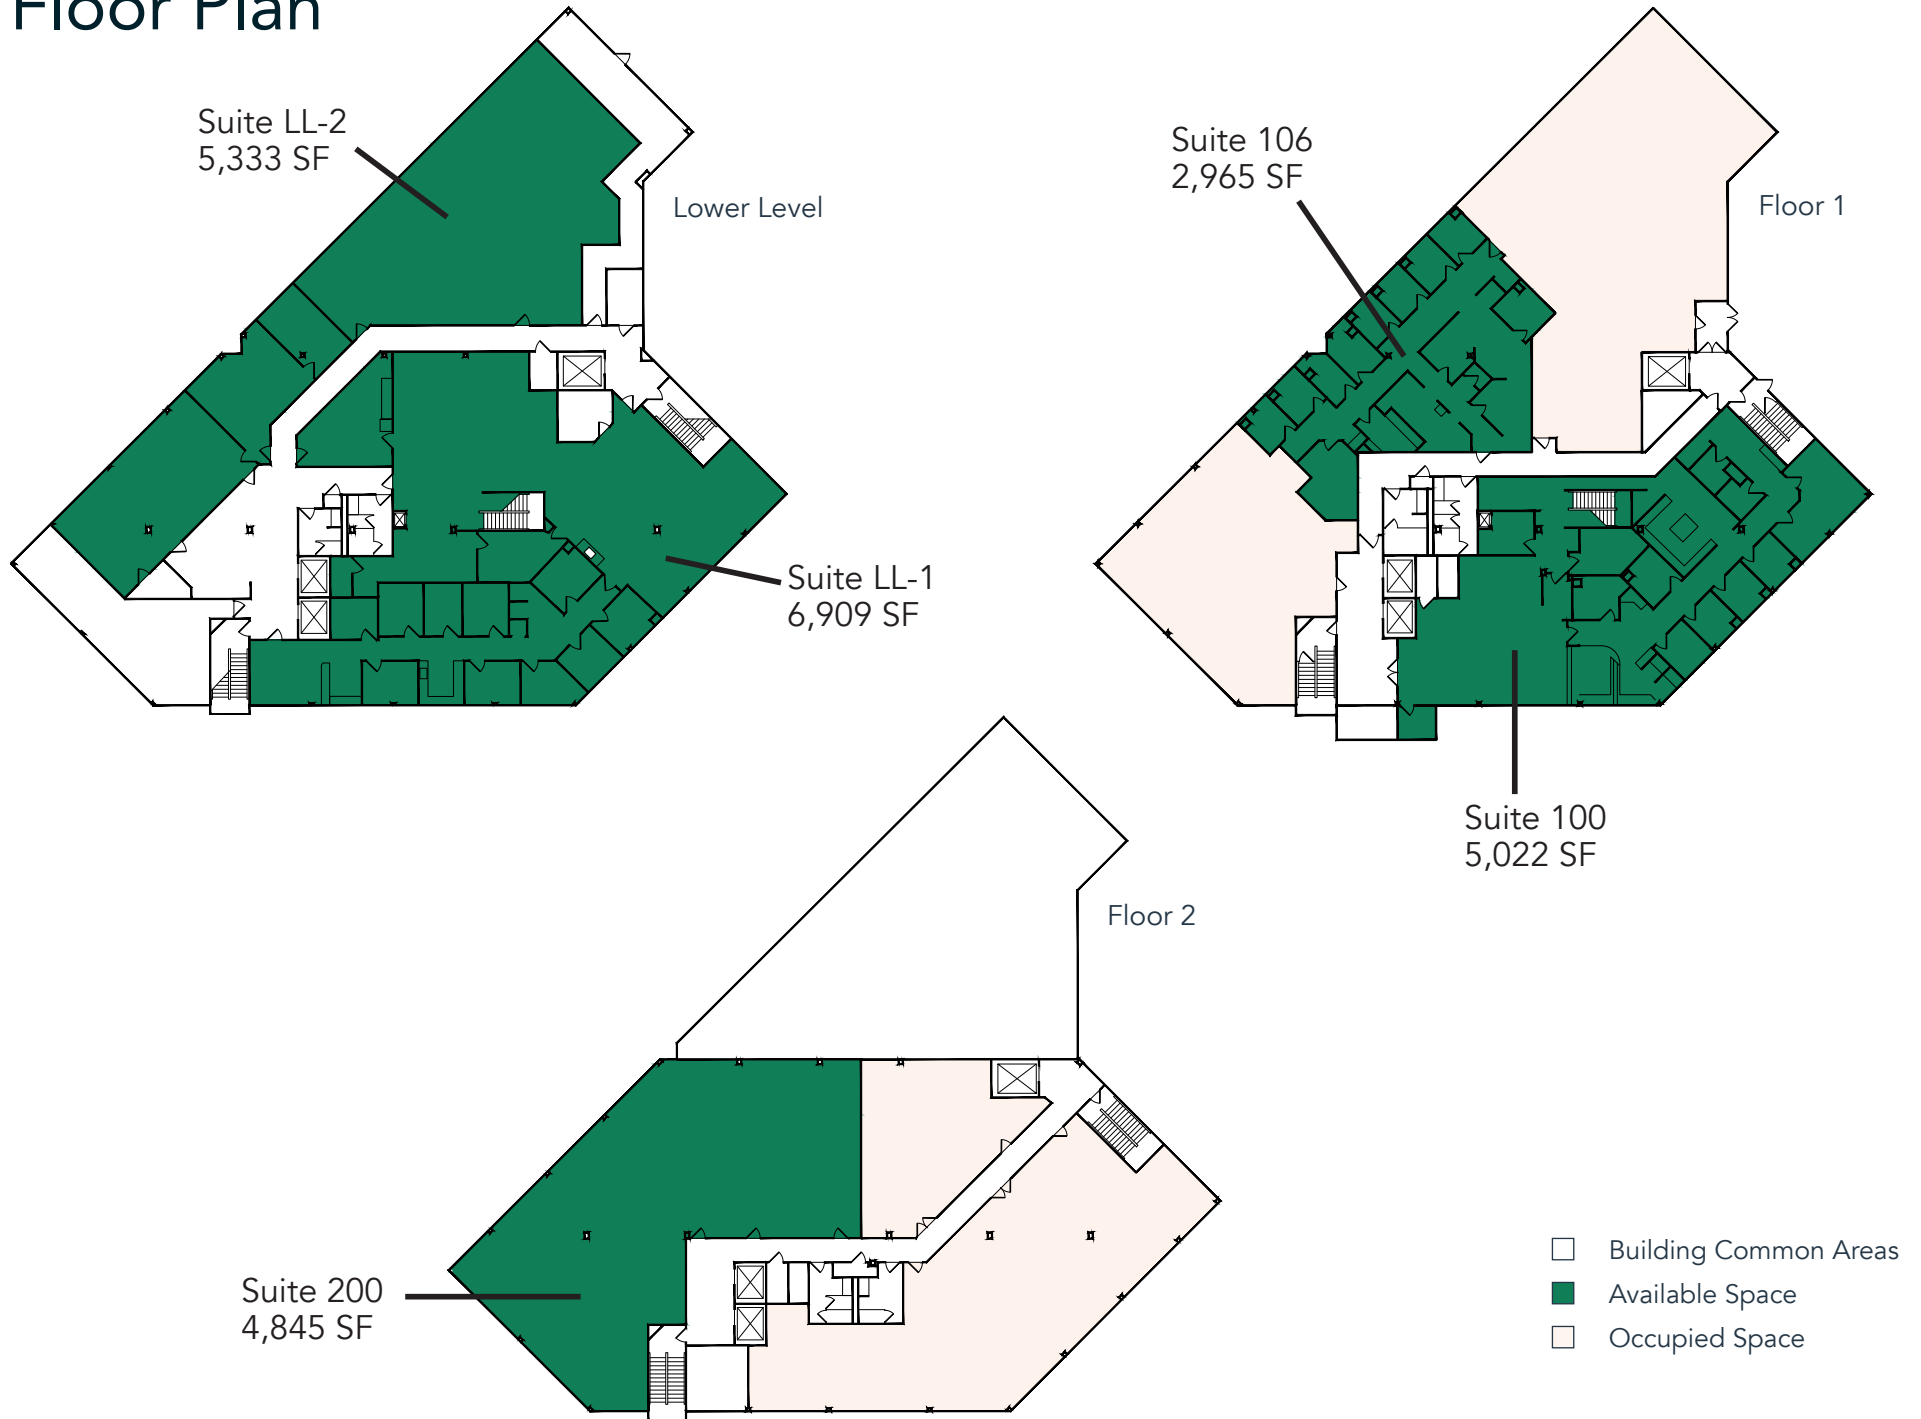 Floor Plan
Suite LL-2
5,333 SF
Lower Level
Suite LL-1
6,909 SF
Suite 106
2,965 SF
Floor 1
Suite 100
5,022 SF
Floor 2
Suite 200
4,845 SF
Building Common Areas
Available Space
Occupied Space